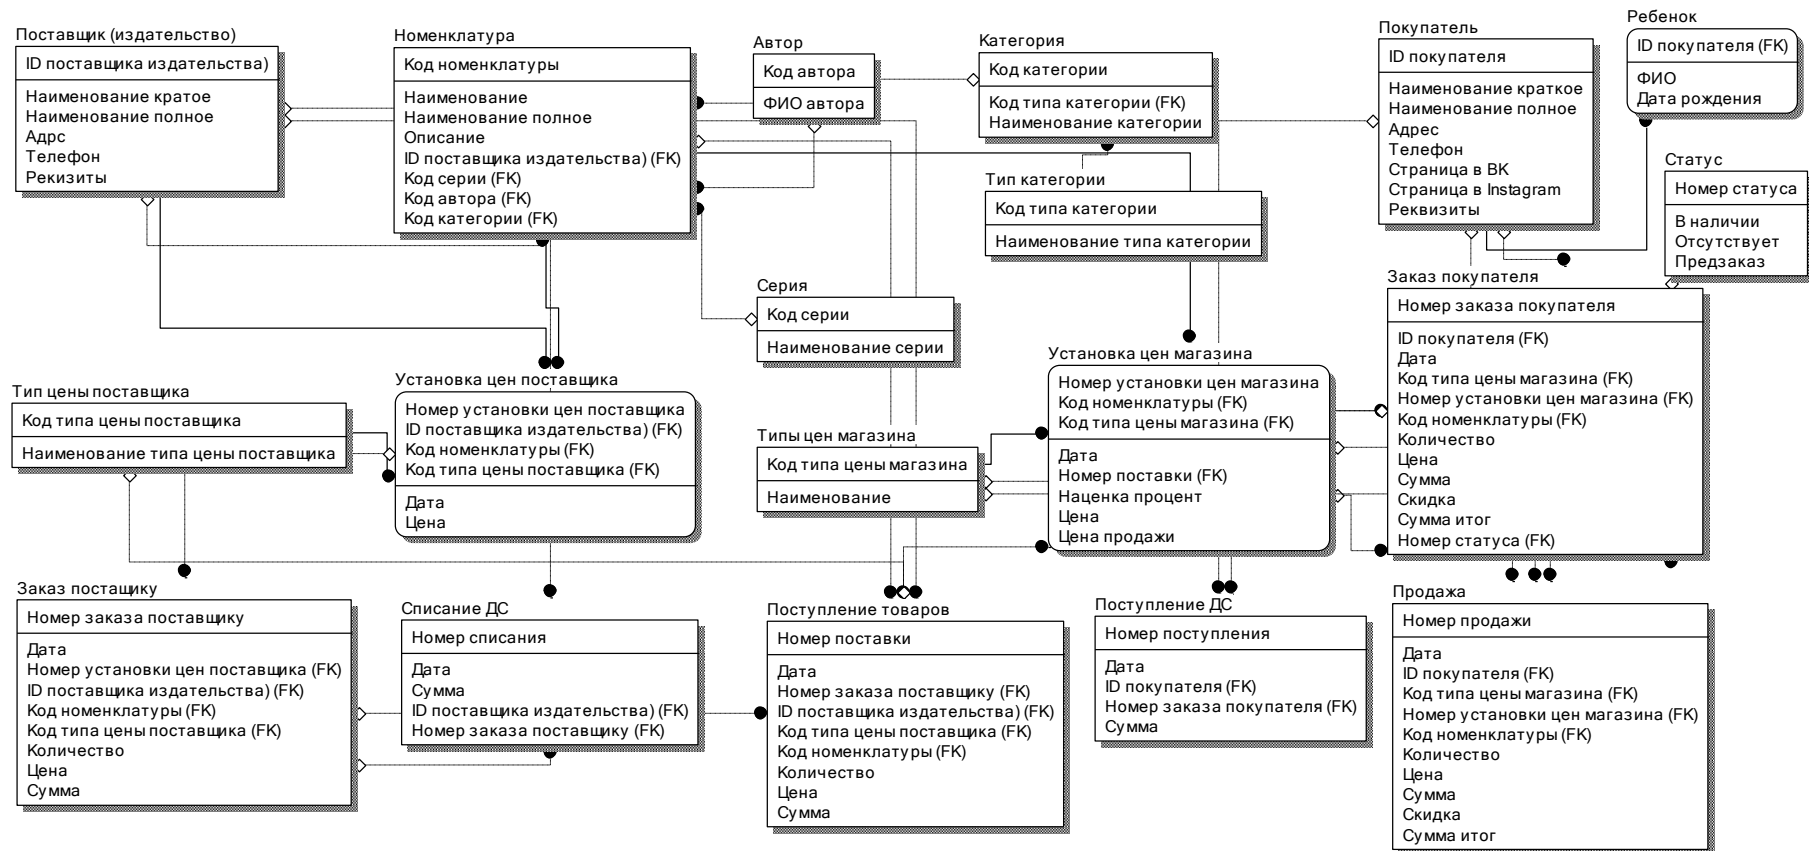 Поставщик (издательство)
ID поставщика издательства)
Наименование кратое
Наименование полное
Адрс
Телефон
Рекизиты
Номенклатура
Код номенклатуры
Наименование
Наименование полное
Описание
ID поставщика издательства) (FK)
Код серии (FK)
Код автора (FK)
Код категории (FK)
Автор
Код автора
ФИО автора
Категория
Код категории
Код типа категории (FK)
Наименование категории
Покупатель
ID покупателя
Наименование краткое
Наименование полное
Адрес
Телефон
Страница в ВК
Страница в Instagram
Реквизиты
Ребенок
ID покупателя (FK)
ФИО
Дата рождения
Статус
Номер статуса
В наличии
Отсутствует
Предзаказ
Тип категории
Код типа категории
Наименование типа категории
Серия
Код серии
Наименование серии
Заказ покупателя
Номер заказа покупателя
ID покупателя (FK)
Дата
Код типа цены магазина (FK)
Номер установки цен магазина (FK)
Код номенклатуры (FK)
Количество
Цена
Сумма
Скидка
Сумма итог
Номер статуса (FK)
Тип цены поставщика
Код типа цены поставщика
Наименование типа цены поставщика
Установка цен поставщика
Номер установки цен поставщика
ID поставщика издательства) (FK)
Код номенклатуры (FK)
Код типа цены поставщика (FK)
Дата
Цена
Типы цен магазина
Код типа цены магазина
Наименование
Установка цен магазина
Номер установки цен магазина
Код номенклатуры (FK)
Код типа цены магазина (FK)
Дата
Номер поставки (FK)
Наценка процент
Цена
Цена продажи
Заказ постащику
Номер заказа поставщику
Дата
Номер установки цен поставщика (FK)
ID поставщика издательства) (FK)
Код номенклатуры (FK)
Код типа цены поставщика (FK)
Количество
Цена
Сумма
Списание ДС
Номер списания
Дата
Сумма
ID поставщика издательства) (FK)
Номер заказа поставщику (FK)
Поступление товаров
Номер поставки
Дата
Номер заказа поставщику (FK)
ID поставщика издательства) (FK)
Код типа цены поставщика (FK)
Код номенклатуры (FK)
Количество
Цена
Сумма
Поступление ДС
Номер поступления
Дата
ID покупателя (FK)
Номер заказа покупателя (FK)
Сумма
Продажа
Номер продажи
Дата
ID покупателя (FK)
Код типа цены магазина (FK)
Номер установки цен магазина (FK)
Код номенклатуры (FK)
Количество
Цена
Сумма
Скидка
Сумма итог